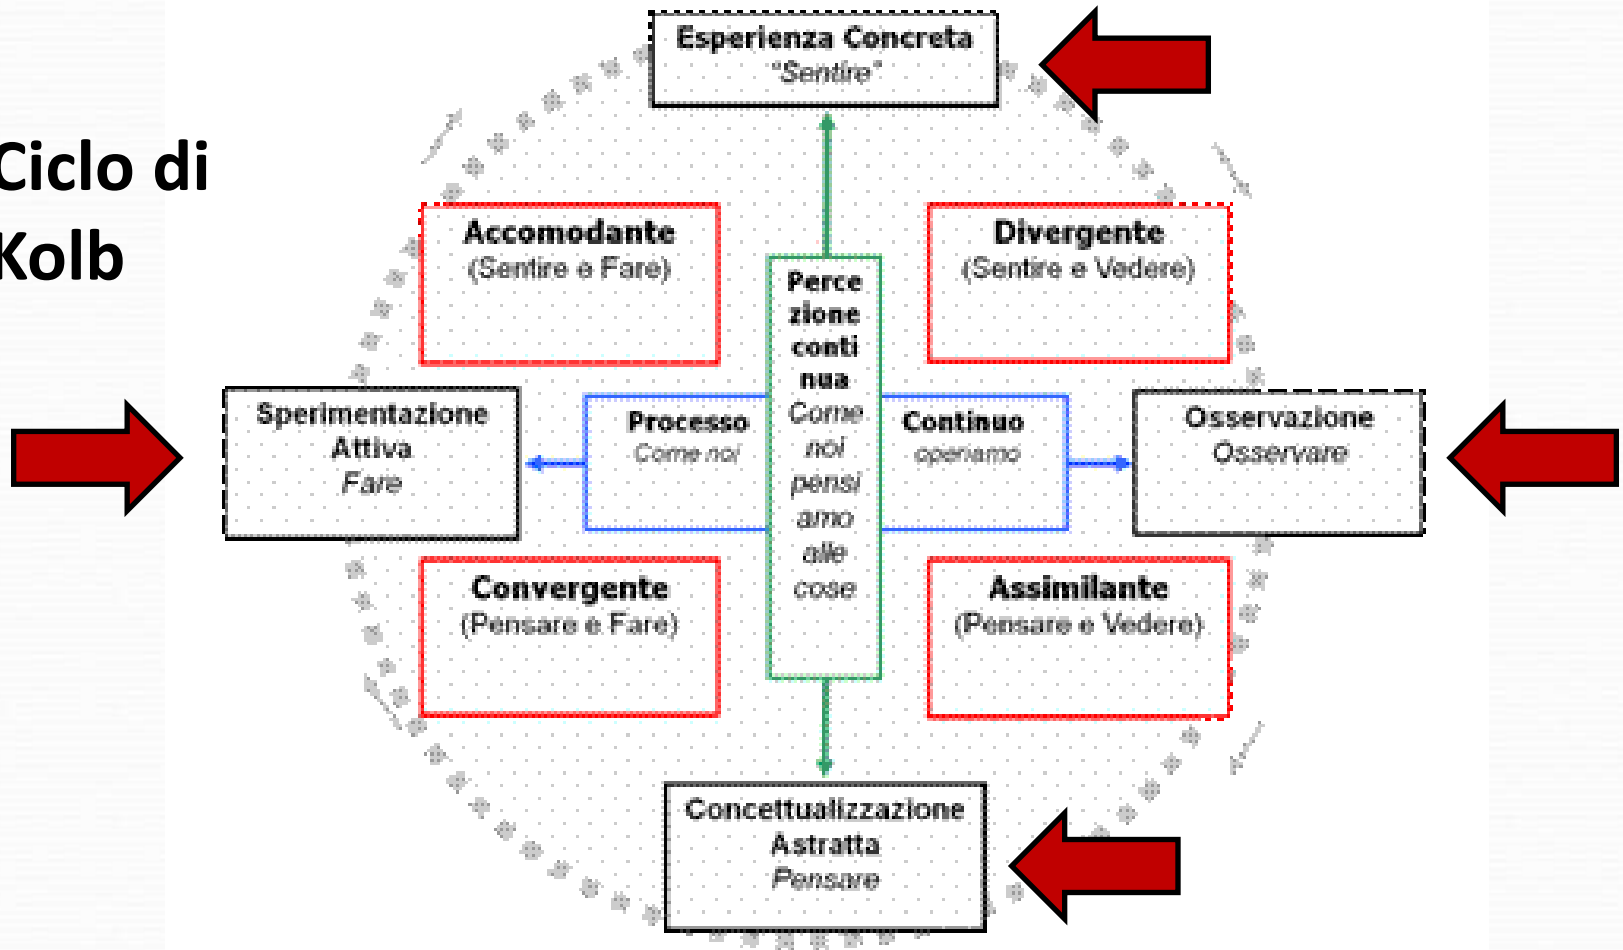 Esperienza Concreta
"Sentire"
Ciclo di
Kolb
Accomodante
(Sentire e Fare)
Divergente
(Sentire e Vedere)
Perce
zione
conti
nua
Come
noi
pensi
amo
alle
cose
Sperimentazione
Attiva
Fare
Processo
Come noi
Continuo
operiamo
Osservazione
Osservare
Convergente
(Pensare e Fare)
Assimilante
(Pensare e Vedere)
Concettualizzazione
Astratta
Pensare